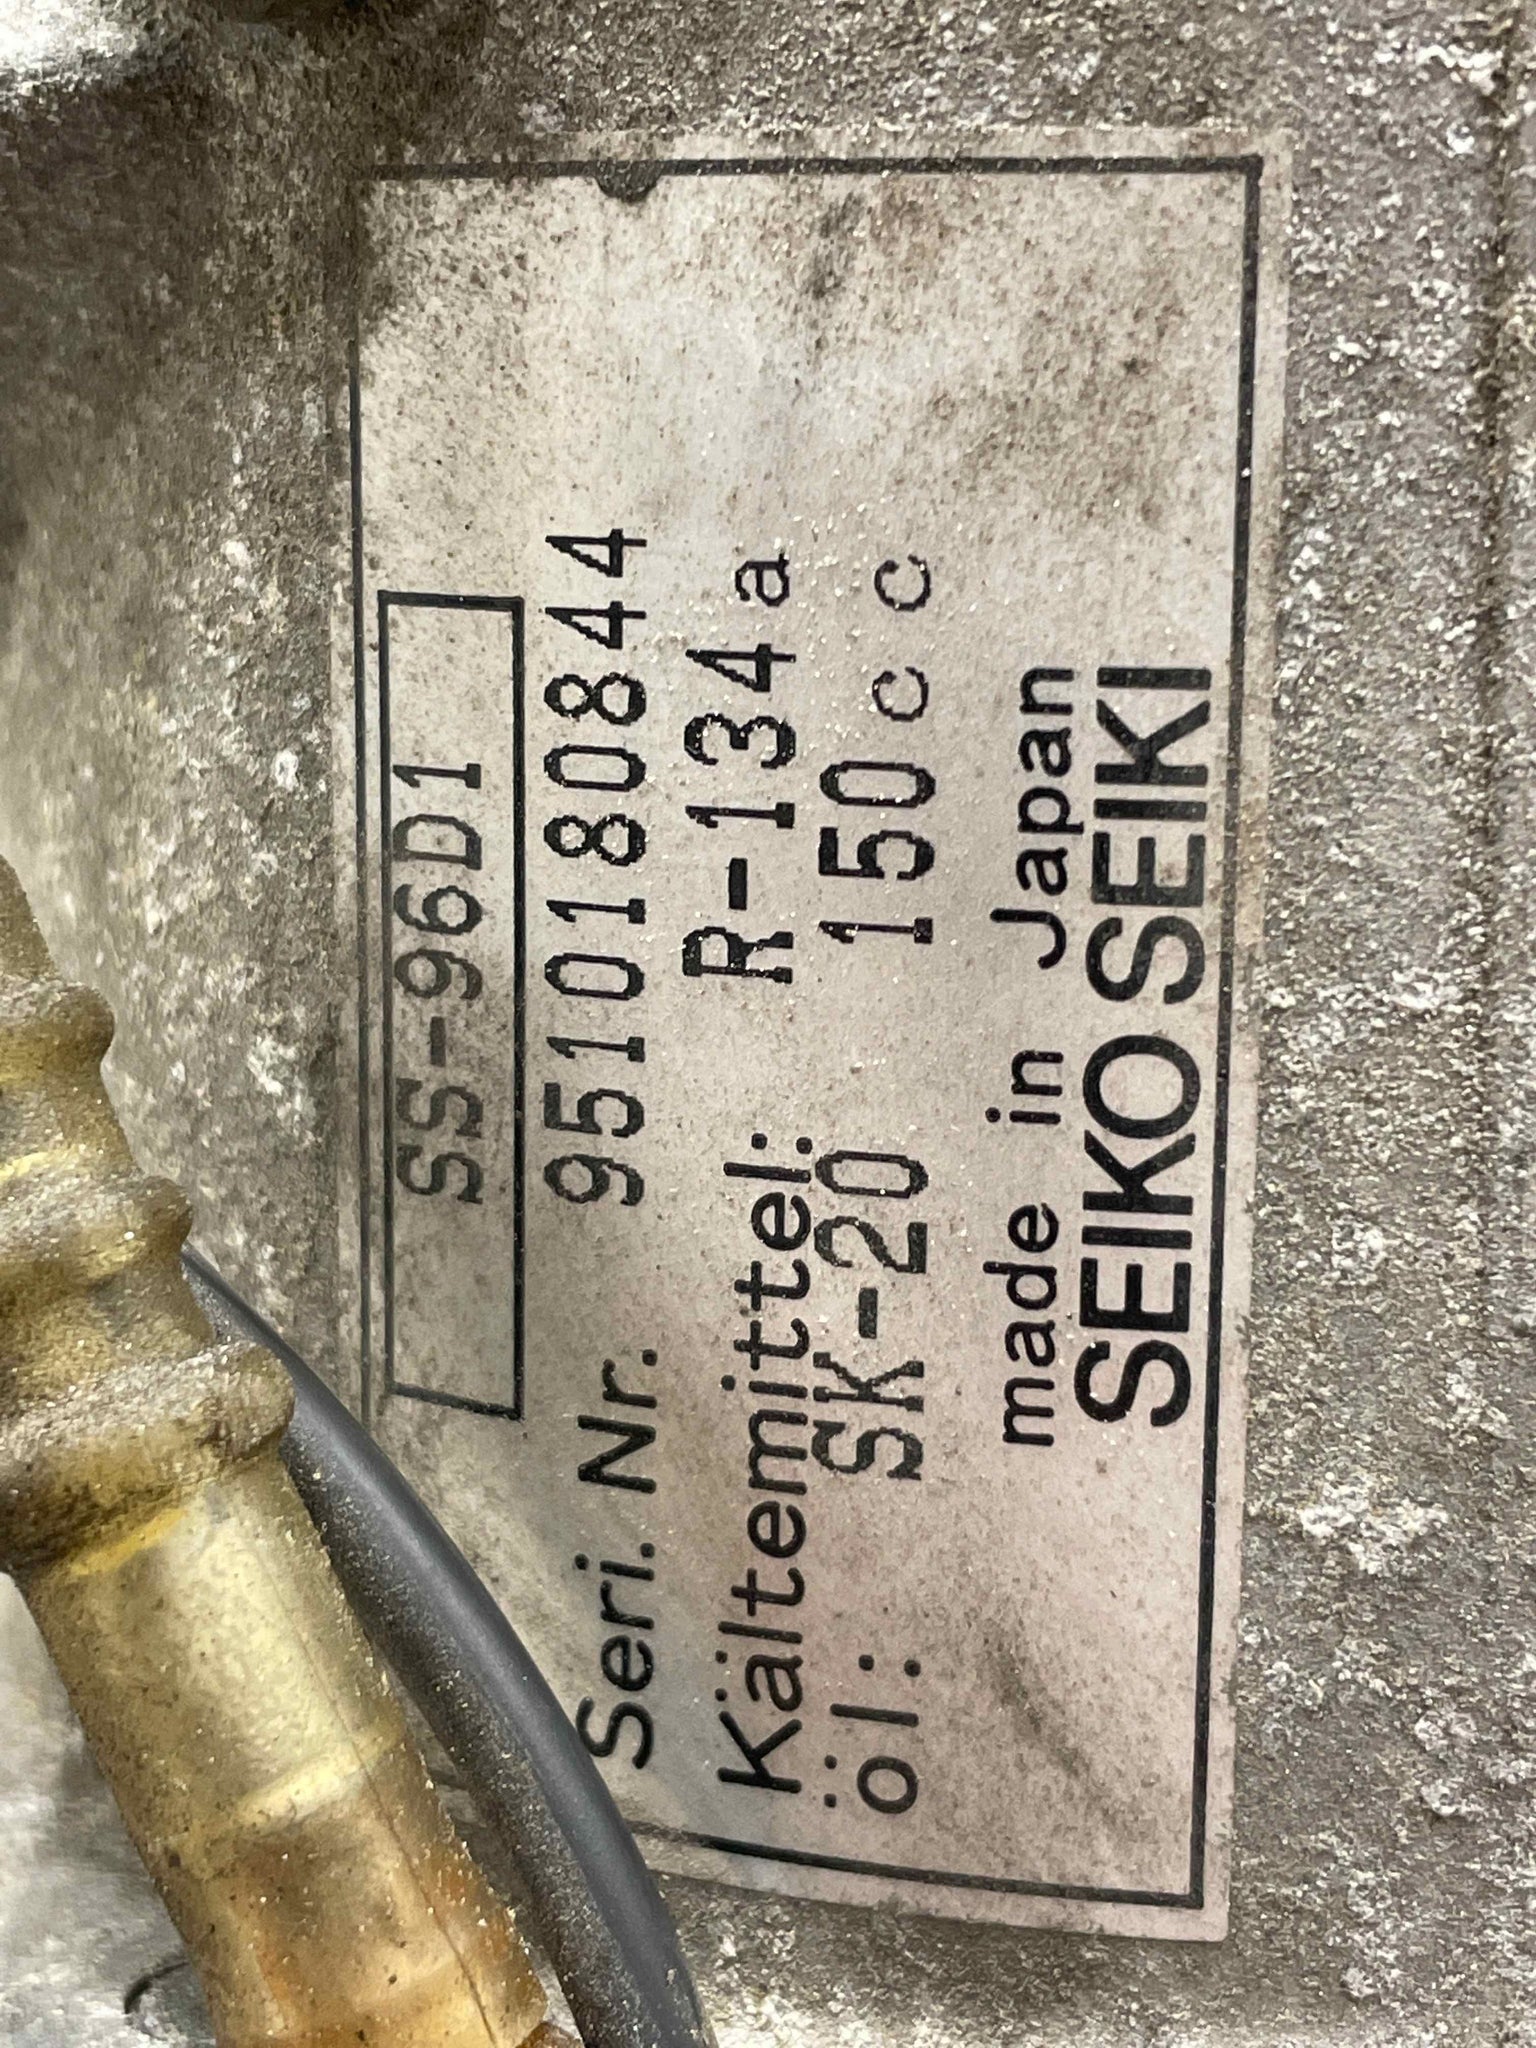 SS-96D1
Seri. Nr. 9510180844
Kältemittel: R-134a
öl: SK-20 150cc
made in Japan
SEIKO SEIKI